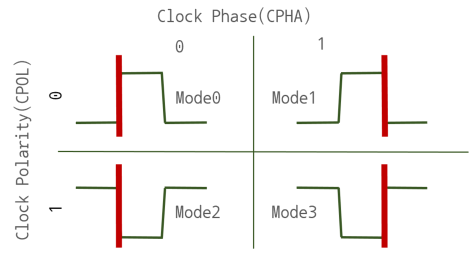 Clock Phase(CPHA)
0
1
Clock Polarity(CPOL)
0
Mode0
Mode1
1
Mode2
Mode3